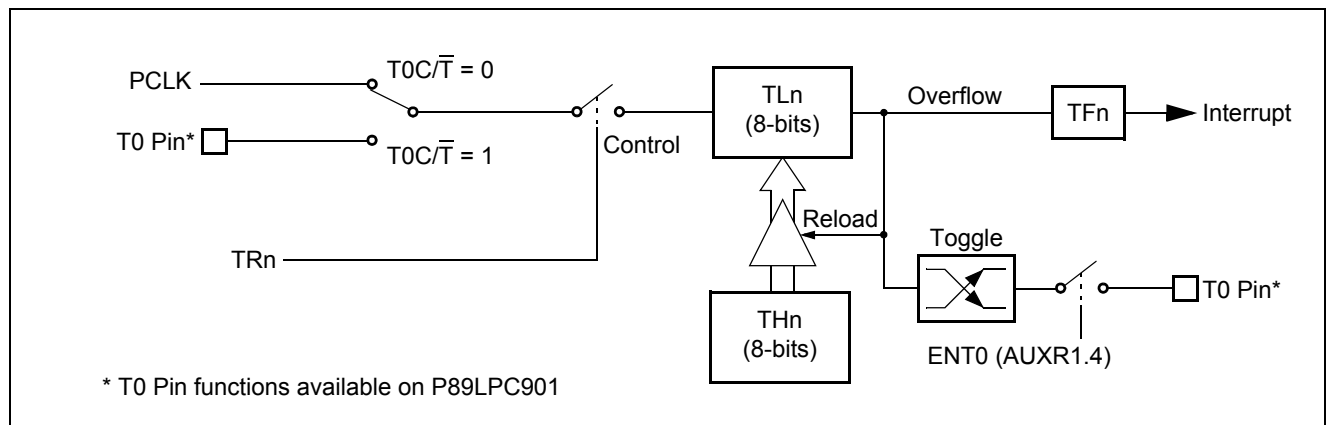 PCLK
T0C/T̅ = 0
T0 Pin*
T0C/T̅ = 1
Control
TRn
TLn
(8-bits)
Overflow
TFn
Interrupt
Reload
THn
(8-bits)
Toggle
T0 Pin*
ENT0 (AUXR1.4)
* T0 Pin functions available on P89LPC901